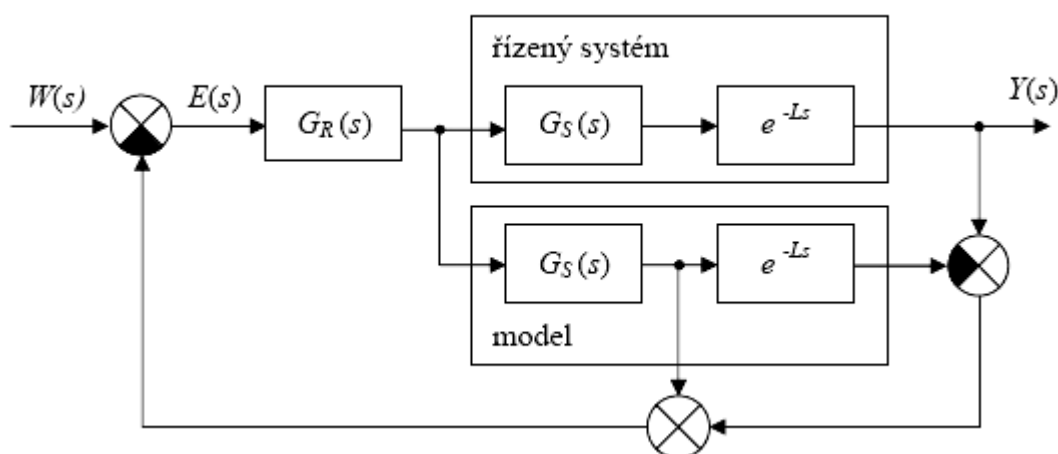 řízený systém
W(s)
E(s)
G_R(s)
G_S(s)
e^{-Ls}
Y(s)
G_S(s)
e^{-Ls}
model